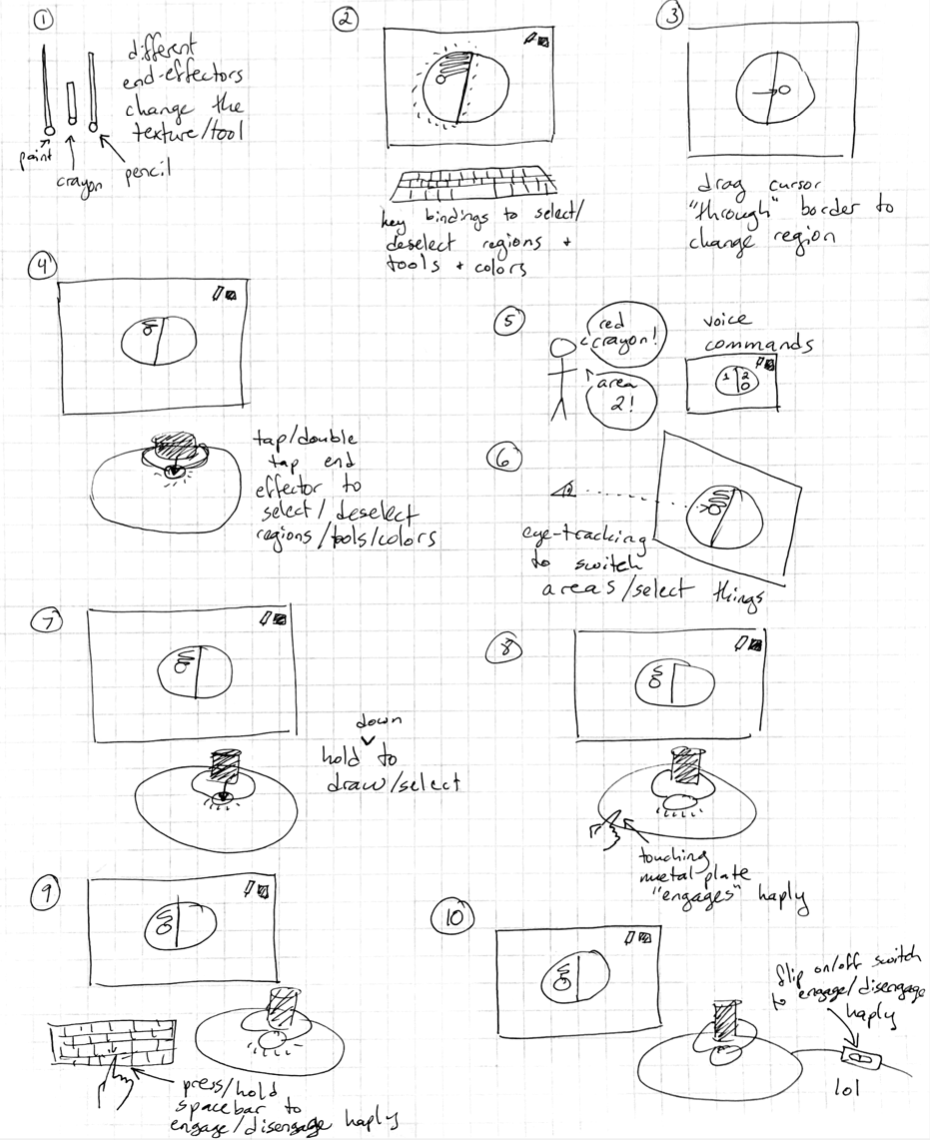 1
different
end-effectors
change the
texture/tool
paint
crayon
pencil
2
key bindings to select/
deselect regions +
tools + colors
3
drag cursor
"through" border to
change region
4
tap/double
tap end
effector to
select/deselect
regions/tools/colors
5
red
crayon!
area
2!
voice
commands
1 2
6
eye-tracking
to switch
areas/select things
7
down
hold to
draw/select
8
touching
metal plate
"engages" haply
9
press/hold
spacebar to
engage/disengage haply
10
flip on/off switch
to engage/disengage
haply
lol